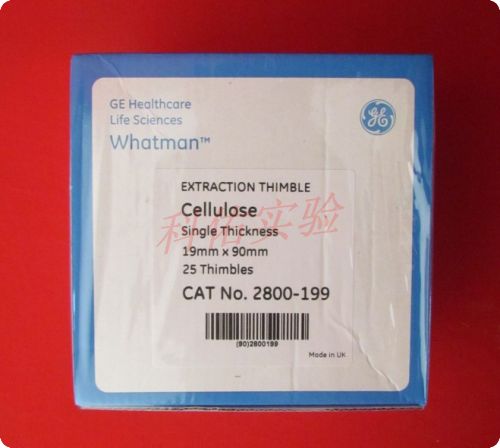 GE Healthcare
Life Sciences
Whatman™
GE
EXTRACTION THIMBLE
Cellulose
Single Thickness
科佑实验
19mm x 90mm
25 Thimbles
CAT No. 2800-199
(90)2800199
Made in UK